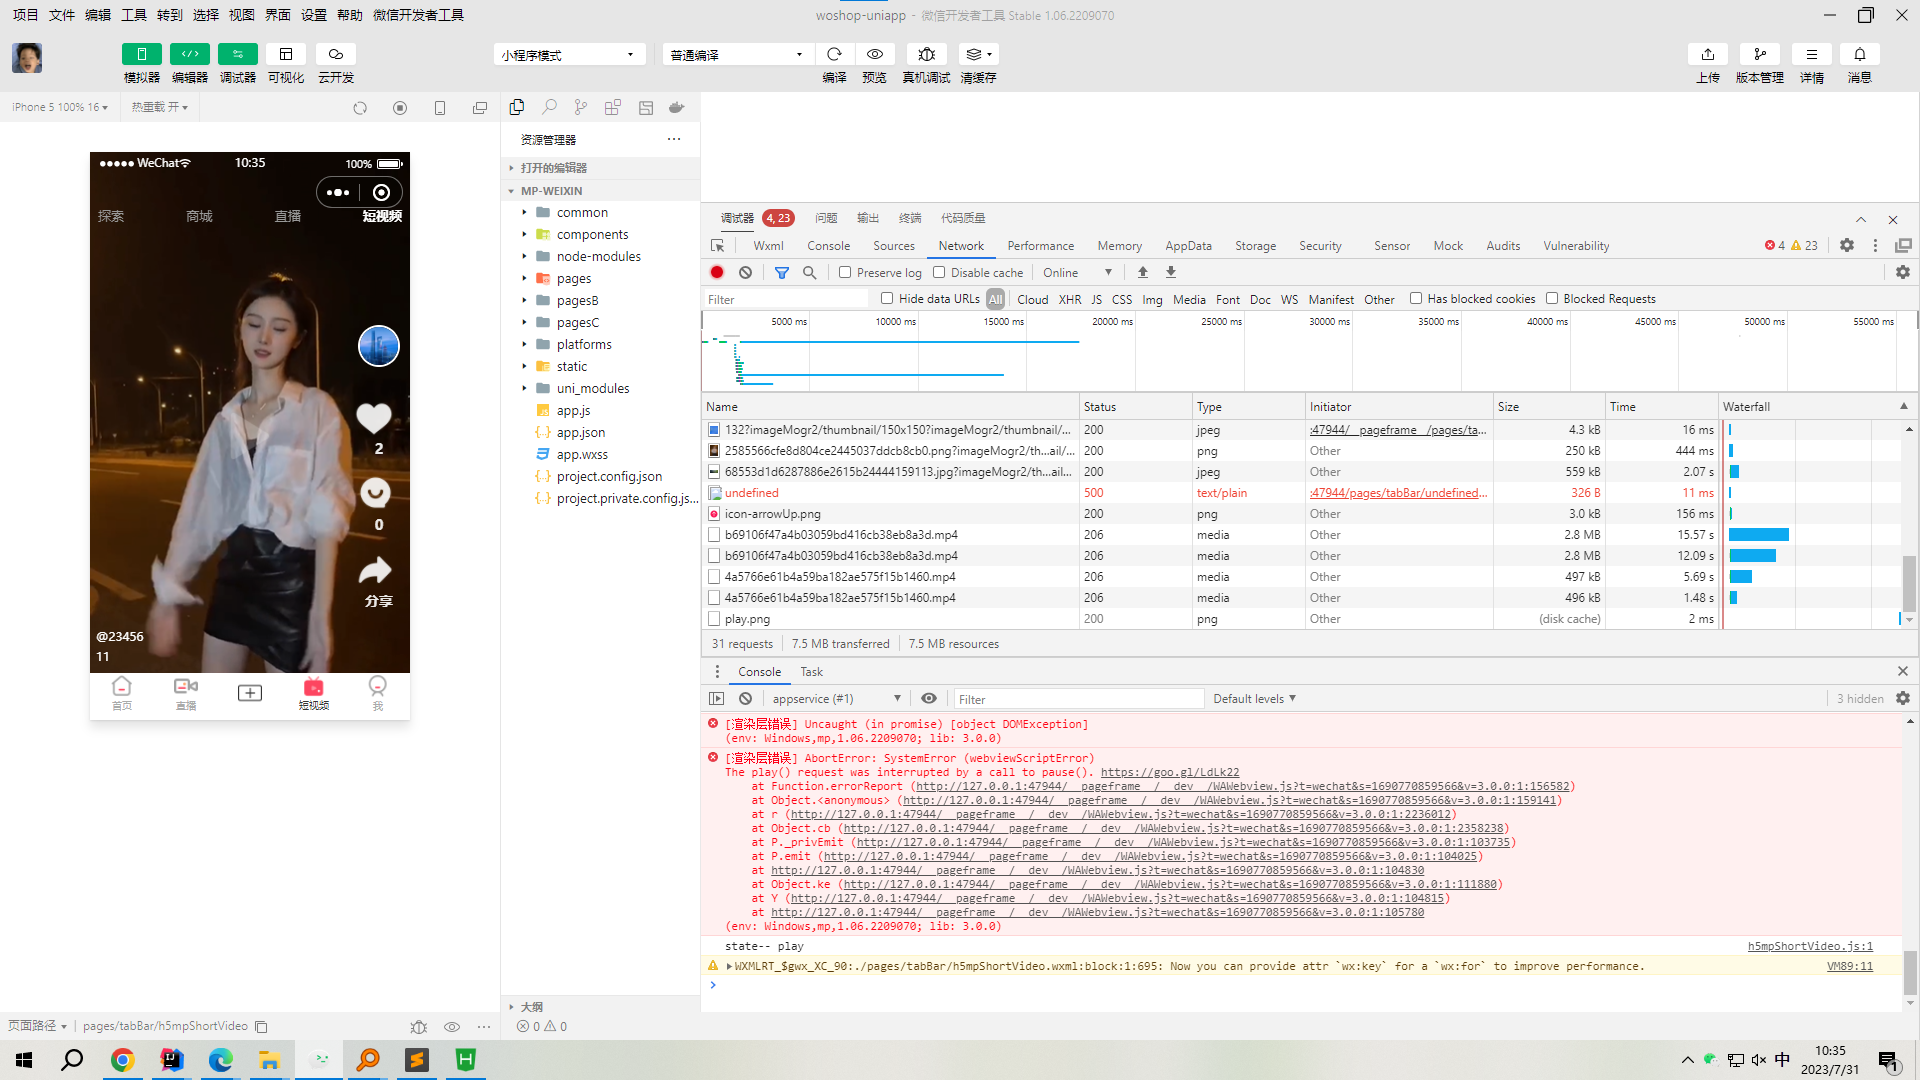 项目 文件 编辑 工具 转到 选择 视图 界面 设置 帮助 微信开发者工具
woshop-uniapp - 微信开发者工具 Stable 1.06.2209070
模拟器 编辑器 调试器 可视化 云开发
小程序模式
普通编译
编译 预览 真机调试 清缓存
上传 版本管理 详情 消息
iPhone 5 100% 16
热重载 开
WeChat
10:35
100%
探索 商城 直播 短视频
2
0
分享
@23456
11
首页 直播 短视频 我
页面路径 pages/tabBar/h5mpShortVideo
资源管理器
打开的编辑器
MP-WEIXIN
common
components
node-modules
pages
pagesB
pagesC
platforms
static
uni_modules
app.js
app.json
app.wxss
project.config.json
project.private.config.js...
大纲
0 0
调试器 4, 23 问题 输出 终端 代码质量
Wxml Console Sources Network Performance Memory AppData Storage Security Sensor Mock Audits Vulnerability
4 23
Preserve log Disable cache Online
Filter
Hide data URLs All Cloud XHR JS CSS Img Media Font Doc WS Manifest Other Has blocked cookies Blocked Requests
5000 ms 10000 ms 15000 ms 20000 ms 25000 ms 30000 ms 35000 ms 40000 ms 45000 ms 50000 ms 55000 ms
Name Status Type Initiator Size Time Waterfall
132?imageMogr2/thumbnail/150x150?imageMogr2/thumbnail/... 200 jpeg :47944/__pageframe__/pages/ta... 4.3 kB 16 ms
2585566cfe8d804ce2445037ddcb8cb0.png?imageMogr2/th...ail/... 200 png Other 250 kB 444 ms
68553d1d6287886e2615b24444159113.jpg?imageMogr2/th...ail/... 200 jpeg Other 559 kB 2.07 s
undefined 500 text/plain :47944/pages/tabBar/undefined... 326 B 11 ms
icon-arrowUp.png 200 png Other 3.0 kB 156 ms
b69106f47a4b03059bd416cb38eb8a3d.mp4 206 media Other 2.8 MB 15.57 s
b69106f47a4b03059bd416cb38eb8a3d.mp4 206 media Other 2.8 MB 12.09 s
4a5766e61b4a59ba182ae575f15b1460.mp4 206 media Other 497 kB 5.69 s
4a5766e61b4a59ba182ae575f15b1460.mp4 206 media Other 496 kB 1.48 s
play.png 200 png Other (disk cache) 2 ms
31 requests 7.5 MB transferred 7.5 MB resources
Console Task
appservice (#1) Filter Default levels 3 hidden
[渲染层错误] Uncaught (in promise) [object DOMException]
(env: Windows,mp,1.06.2209070; lib: 3.0.0)
[渲染层错误] AbortError: SystemError (webviewScriptError)
The play() request was interrupted by a call to pause(). https://goo.gl/LdLk22
at Function.errorReport (http://127.0.0.1:47944/__pageframe__/__dev__/WAWebview.js?t=wechat&s=1690770859566&v=3.0.0:1:156582)
at Object.<anonymous> (http://127.0.0.1:47944/__pageframe__/__dev__/WAWebview.js?t=wechat&s=1690770859566&v=3.0.0:1:159141)
at r (http://127.0.0.1:47944/__pageframe__/__dev__/WAWebview.js?t=wechat&s=1690770859566&v=3.0.0:1:2236012)
at Object.cb (http://127.0.0.1:47944/__pageframe__/__dev__/WAWebview.js?t=wechat&s=1690770859566&v=3.0.0:1:2358238)
at P._privEmit (http://127.0.0.1:47944/__pageframe__/__dev__/WAWebview.js?t=wechat&s=1690770859566&v=3.0.0:1:103735)
at P.emit (http://127.0.0.1:47944/__pageframe__/__dev__/WAWebview.js?t=wechat&s=1690770859566&v=3.0.0:1:104025)
at http://127.0.0.1:47944/__pageframe__/__dev__/WAWebview.js?t=wechat&s=1690770859566&v=3.0.0:1:104830
at Object.ke (http://127.0.0.1:47944/__pageframe__/__dev__/WAWebview.js?t=wechat&s=1690770859566&v=3.0.0:1:111880)
at Y (http://127.0.0.1:47944/__pageframe__/__dev__/WAWebview.js?t=wechat&s=1690770859566&v=3.0.0:1:104815)
at http://127.0.0.1:47944/__pageframe__/__dev__/WAWebview.js?t=wechat&s=1690770859566&v=3.0.0:1:105780
(env: Windows,mp,1.06.2209070; lib: 3.0.0)
state-- play h5mpShortVideo.js:1
WXMLRT_$gwx_XC_90:./pages/tabBar/h5mpShortVideo.wxml:block:1:695: Now you can provide attr `wx:key` for a `wx:for` to improve performance. VM89:11
中
10:35
2023/7/31
1